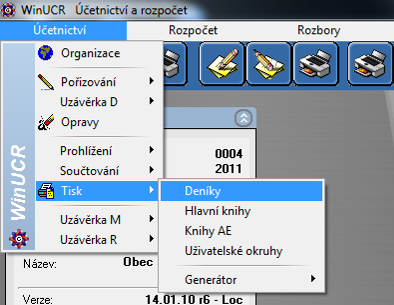 WinUCR Účetnictví a rozpočet
Účetnictví Rozpočet Rozbory
Organizace
Pořizování
Uzávěrka D
Opravy
Prohlížení
Součtování
Tisk
Uzávěrka M
Uzávěrka R
WinUCR
Deníky
Hlavní knihy
Knihy AE
Uživatelské okruhy
Generátor
0004
2011
Název: Obec
Verze: 14.01.10 r6 - Loc